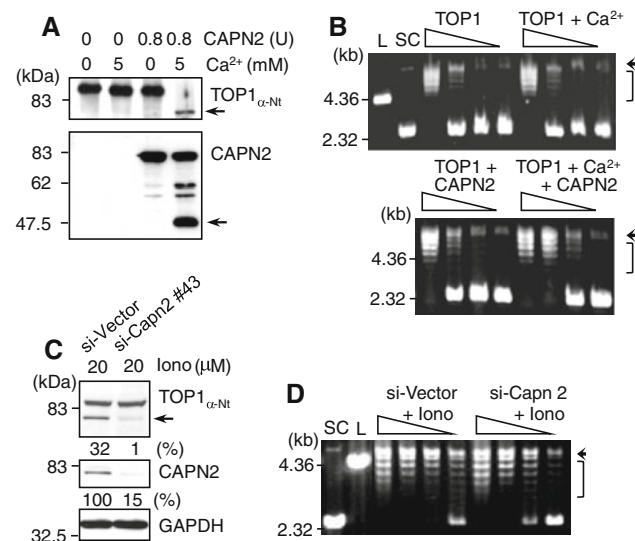 A
0 0 0.8 0.8 CAPN2 (U)
0 5 0 5 Ca²⁺ (mM)
(kDa)
83
TOP1α-Nt
83
62
47.5
CAPN2
B
TOP1 TOP1 + Ca²⁺
(kb) L SC
4.36
2.32
TOP1 + CAPN2
TOP1 + Ca²⁺ + CAPN2
(kb)
4.36
2.32
C
si-Vector
si-Capn2 #43
20 20 Iono (μM)
(kDa)
83
TOP1α-Nt
32 1 (%)
83
CAPN2
100 15 (%)
32.5
GAPDH
D
si-Vector + Iono
si-Capn 2 + Iono
SC L
(kb)
4.36
2.32